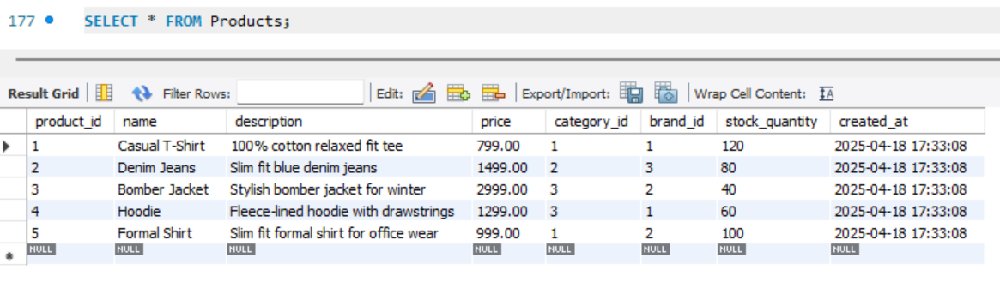 177 SELECT * FROM Products;
Result Grid Filter Rows: Edit: Export/Import: Wrap Cell Content: IA
product_id name description price category_id brand_id stock_quantity created_at
1 Casual T-Shirt 100% cotton relaxed fit tee 799.00 1 1 120 2025-04-18 17:33:08
2 Denim Jeans Slim fit blue denim jeans 1499.00 2 3 80 2025-04-18 17:33:08
3 Bomber Jacket Stylish bomber jacket for winter 2999.00 3 2 40 2025-04-18 17:33:08
4 Hoodie Fleece-lined hoodie with drawstrings 1299.00 3 1 60 2025-04-18 17:33:08
5 Formal Shirt Slim fit formal shirt for office wear 999.00 1 2 100 2025-04-18 17:33:08
NULL NULL NULL NULL NULL NULL NULL NULL